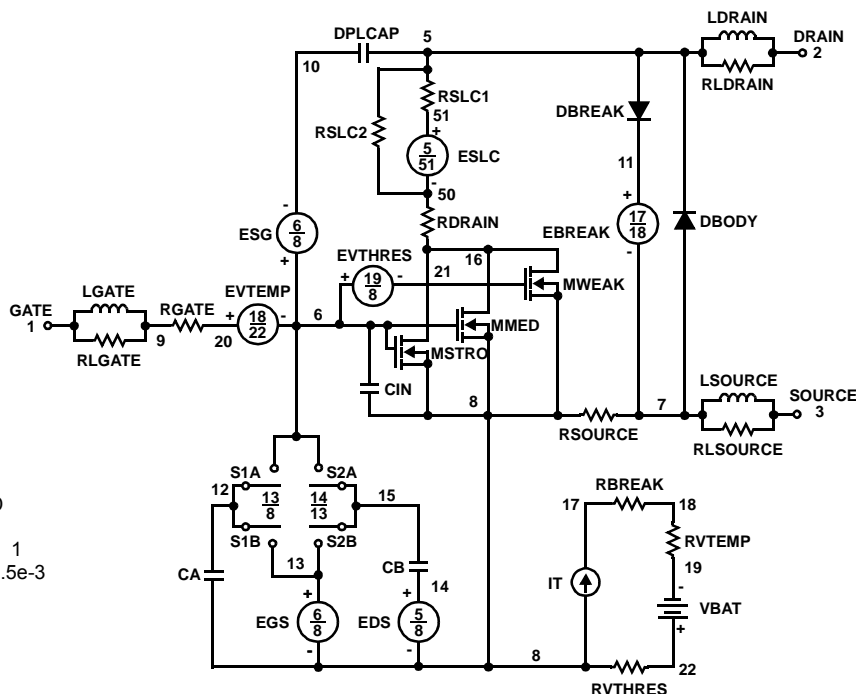 DPLCAP
5
10
LDRAIN
DRAIN
2
RLDRAIN
RSLC1
51
+
RSLC2
5
51
ESLC
-
50
DBREAK
11
+
17
18
EBREAK
-
DBODY
-
6
8
ESG
+
RDRAIN
EVTHRES
+
19
8
-
21
16
MWEAK
LGATE
GATE
1
RLGATE
9
RGATE
20
EVTEMP
+
18
22
-
6
MMED
MSTRO
CIN
8
RSOURCE
7
LSOURCE
SOURCE
3
RLSOURCE
S1A
S2A
12
13
8
14
13
15
S1B
S2B
13
CA
CB
14
+
6
8
EGS
-
+
5
8
EDS
-
RBREAK
17
18
RVTEMP
19
IT
-
VBAT
+
8
22
RVTHRES
1
.5e-3